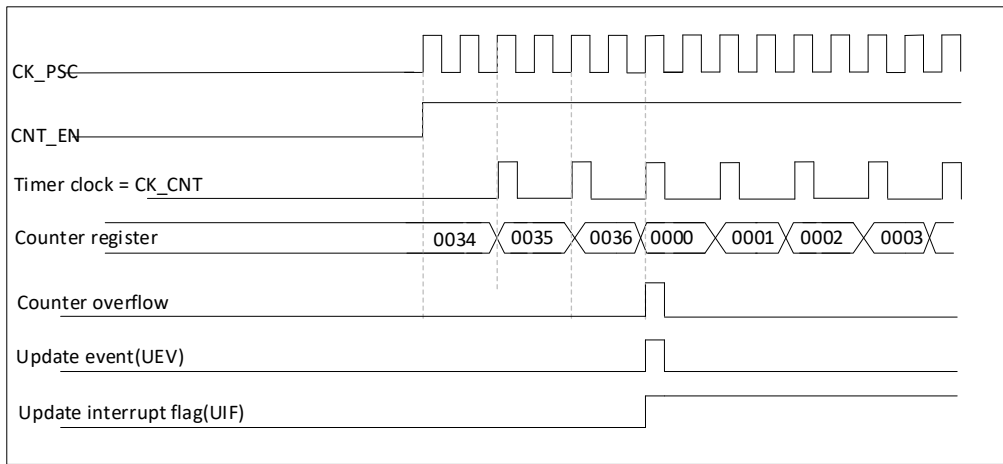 CK_PSC
CNT_EN
Timer clock = CK_CNT
Counter register 0034 0035 0036 0000 0001 0002 0003
Counter overflow
Update event(UEV)
Update interrupt flag(UIF)